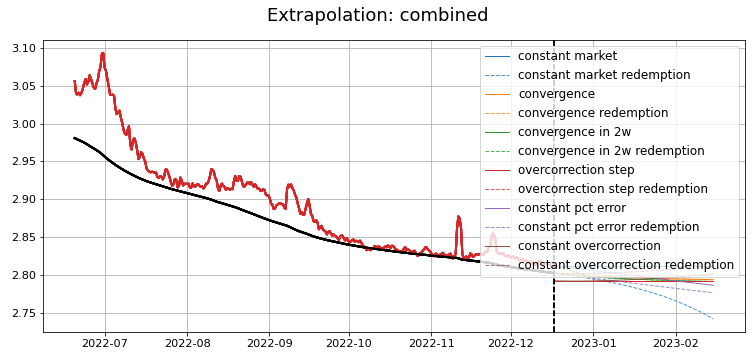 Extrapolation: combined
3.10
3.05
3.00
2.95
2.90
2.85
2.80
2.75
constant market
constant market redemption
convergence
convergence redemption
convergence in 2w
convergence in 2w redemption
overcorrection step
overcorrection step redemption
constant pct error
constant pct error redemption
constant overcorrection
constant overcorrection redemption
2022-07 2022-08 2022-09 2022-10 2022-11 2022-12 2023-01 2023-02